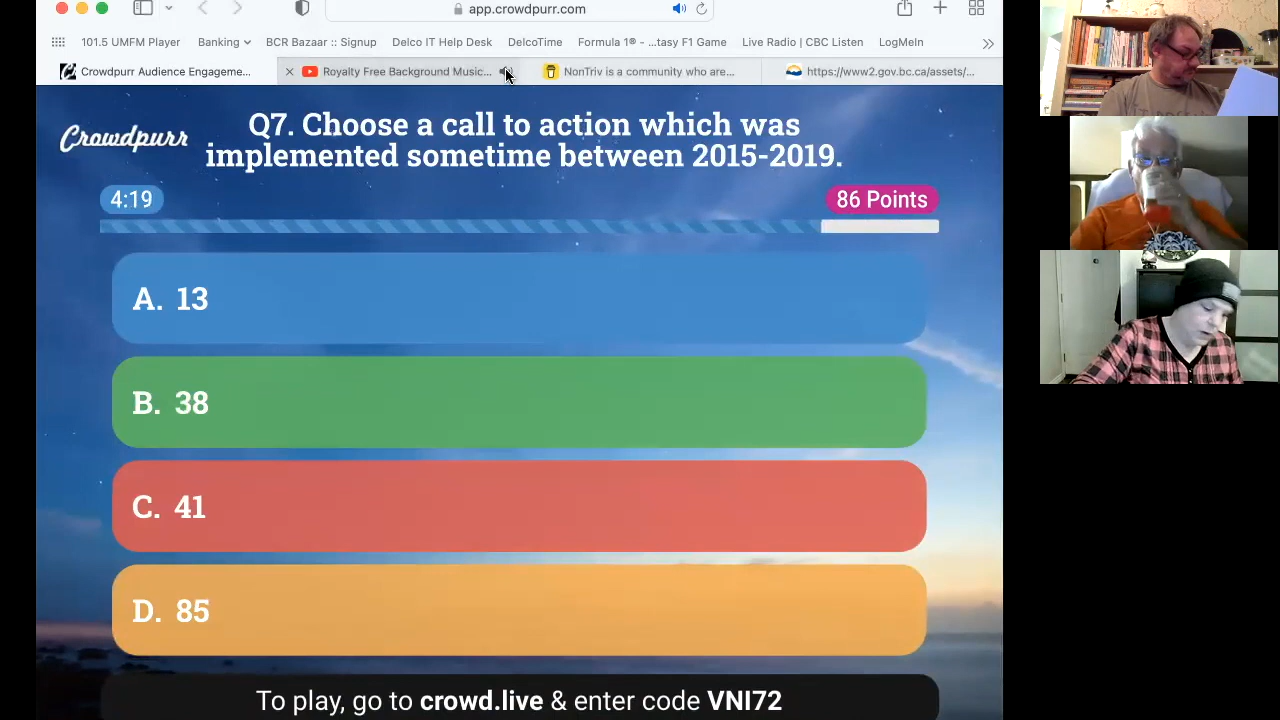 app.crowdpurr.com
101.5 UMFM Player
Banking
BCR Bazaar :: Signup
Delco IT Help Desk
DelcoTime
Formula 1® - ...tasy F1 Game
Live Radio | CBC Listen
LogMeIn
Crowdpurr Audience Engageme...
Royalty Free Background Music...
NonTriv is a community who are...
https://www2.gov.bc.ca/assets/...
Crowdpurr
Q7. Choose a call to action which was
implemented sometime between 2015-2019.
4:19
86 Points
A. 13
B. 38
C. 41
D. 85
To play, go to crowd.live & enter code VNI72